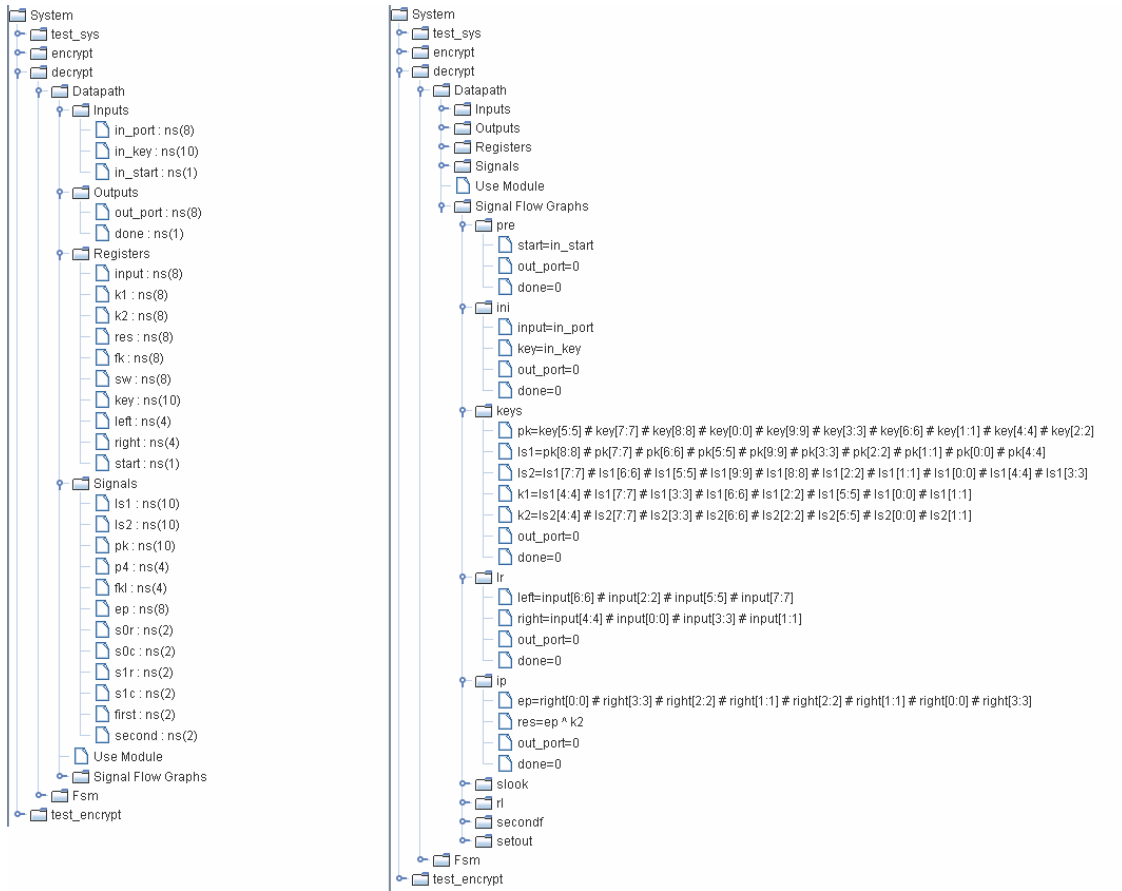 System
test_sys
encrypt
decrypt
Datapath
Inputs
in_port : ns(8)
in_key : ns(10)
in_start : ns(1)
Outputs
out_port : ns(8)
done : ns(1)
Registers
input : ns(8)
k1 : ns(8)
k2 : ns(8)
res : ns(8)
fk : ns(8)
sw : ns(8)
key : ns(10)
left : ns(4)
right : ns(4)
start : ns(1)
Signals
ls1 : ns(10)
ls2 : ns(10)
pk : ns(10)
p4 : ns(4)
fkl : ns(4)
ep : ns(8)
s0r : ns(2)
s0c : ns(2)
s1r : ns(2)
s1c : ns(2)
first : ns(2)
second : ns(2)
Use Module
Signal Flow Graphs
Fsm
test_encrypt
System
test_sys
encrypt
decrypt
Datapath
Inputs
Outputs
Registers
Signals
Use Module
Signal Flow Graphs
pre
start=in_start
out_port=0
done=0
ini
input=in_port
key=in_key
out_port=0
done=0
keys
pk=key[5:5] # key[7:7] # key[8:8] # key[0:0] # key[9:9] # key[3:3] # key[6:6] # key[1:1] # key[4:4] # key[2:2]
ls1=pk[8:8] # pk[7:7] # pk[6:6] # pk[5:5] # pk[9:9] # pk[3:3] # pk[2:2] # pk[1:1] # pk[0:0] # pk[4:4]
ls2=ls1[7:7] # ls1[6:6] # ls1[5:5] # ls1[9:9] # ls1[8:8] # ls1[2:2] # ls1[1:1] # ls1[0:0] # ls1[4:4] # ls1[3:3]
k1=ls1[4:4] # ls1[7:7] # ls1[3:3] # ls1[6:6] # ls1[2:2] # ls1[5:5] # ls1[0:0] # ls1[1:1]
k2=ls2[4:4] # ls2[7:7] # ls2[3:3] # ls2[6:6] # ls2[2:2] # ls2[5:5] # ls2[0:0] # ls2[1:1]
out_port=0
done=0
lr
left=input[6:6] # input[2:2] # input[5:5] # input[7:7]
right=input[4:4] # input[0:0] # input[3:3] # input[1:1]
out_port=0
done=0
ip
ep=right[0:0] # right[3:3] # right[2:2] # right[1:1] # right[2:2] # right[1:1] # right[0:0] # right[3:3]
res=ep ^ k2
out_port=0
done=0
slook
rl
secondf
setout
Fsm
test_encrypt